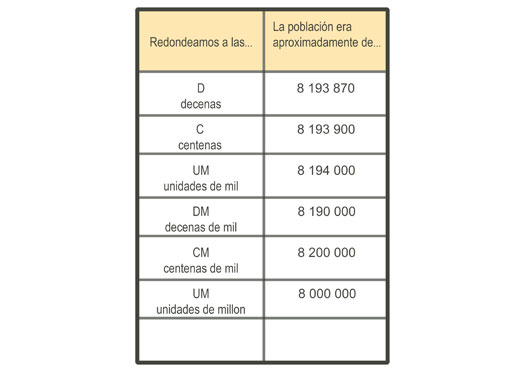 Redondeamos a las...
La población era
aproximadamente de...
D
decenas
8 193 870
C
centenas
8 193 900
UM
unidades de mil
8 194 000
DM
decenas de mil
8 190 000
CM
centenas de mil
8 200 000
UM
unidades de millon
8 000 000